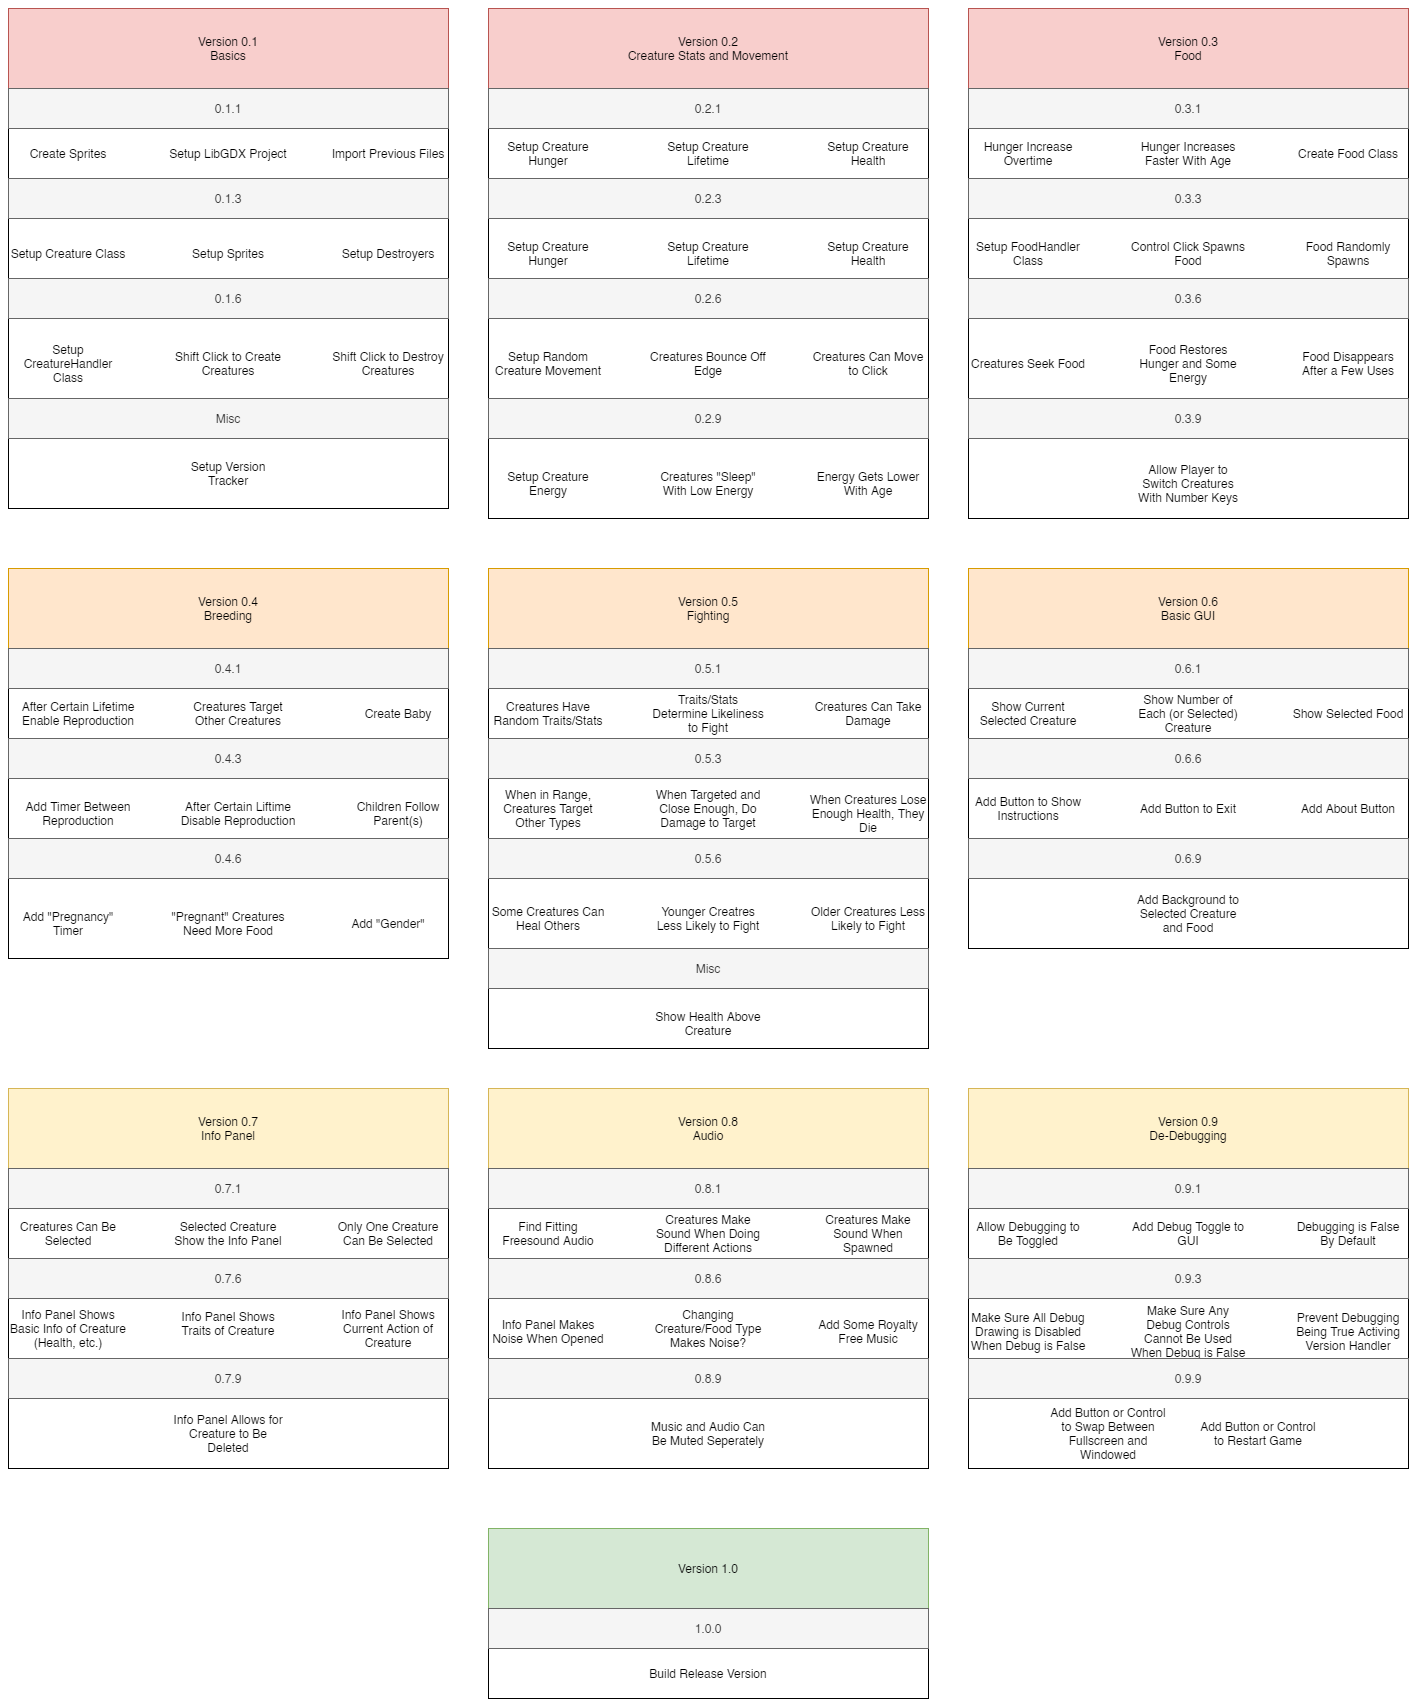 Version 0.1
Basics
0.1.1
Create Sprites
Setup LibGDX Project
Import Previous Files
0.1.3
Setup Creature Class
Setup Sprites
Setup Destroyers
0.1.6
Setup
CreatureHandler
Class
Shift Click to Create
Creatures
Shift Click to Destroy
Creatures
Misc
Setup Version
Tracker
Version 0.2
Creature Stats and Movement
0.2.1
Setup Creature
Hunger
Setup Creature
Lifetime
Setup Creature
Health
0.2.3
Setup Creature
Hunger
Setup Creature
Lifetime
Setup Creature
Health
0.2.6
Setup Random
Creature Movement
Creatures Bounce Off
Edge
Creatures Can Move
to Click
0.2.9
Setup Creature
Energy
Creatures "Sleep"
With Low Energy
Energy Gets Lower
With Age
Version 0.3
Food
0.3.1
Hunger Increase
Overtime
Hunger Increases
Faster With Age
Create Food Class
0.3.3
Setup FoodHandler
Class
Control Click Spawns
Food
Food Randomly
Spawns
0.3.6
Creatures Seek Food
Food Restores
Hunger and Some
Energy
Food Disappears
After a Few Uses
0.3.9
Allow Player to
Switch Creatures
With Number Keys
Version 0.4
Breeding
0.4.1
After Certain Lifetime
Enable Reproduction
Creatures Target
Other Creatures
Create Baby
0.4.3
Add Timer Between
Reproduction
After Certain Liftime
Disable Reproduction
Children Follow
Parent(s)
0.4.6
Add "Pregnancy"
Timer
"Pregnant" Creatures
Need More Food
Add "Gender"
Version 0.5
Fighting
0.5.1
Creatures Have
Random Traits/Stats
Traits/Stats
Determine Likeliness
to Fight
Creatures Can Take
Damage
0.5.3
When in Range,
Creatures Target
Other Types
When Targeted and
Close Enough, Do
Damage to Target
When Creatures Lose
Enough Health, They
Die
0.5.6
Some Creatures Can
Heal Others
Younger Creatres
Less Likely to Fight
Older Creatures Less
Likely to Fight
Misc
Show Health Above
Creature
Version 0.6
Basic GUI
0.6.1
Show Current
Selected Creature
Show Number of
Each (or Selected)
Creature
Show Selected Food
0.6.6
Add Button to Show
Instructions
Add Button to Exit
Add About Button
0.6.9
Add Background to
Selected Creature
and Food
Version 0.7
Info Panel
0.7.1
Creatures Can Be
Selected
Selected Creature
Show the Info Panel
Only One Creature
Can Be Selected
0.7.6
Info Panel Shows
Basic Info of Creature
(Health, etc.)
Info Panel Shows
Traits of Creature
Info Panel Shows
Current Action of
Creature
0.7.9
Info Panel Allows for
Creature to Be
Deleted
Version 0.8
Audio
0.8.1
Find Fitting
Freesound Audio
Creatures Make
Sound When Doing
Different Actions
Creatures Make
Sound When
Spawned
0.8.6
Info Panel Makes
Noise When Opened
Changing
Creature/Food Type
Makes Noise?
Add Some Royalty
Free Music
0.8.9
Music and Audio Can
Be Muted Seperately
Version 0.9
De-Debugging
0.9.1
Allow Debugging to
Be Toggled
Add Debug Toggle to
GUI
Debugging is False
By Default
0.9.3
Make Sure All Debug
Drawing is Disabled
When Debug is False
Make Sure Any
Debug Controls
Cannot Be Used
When Debug is False
Prevent Debugging
Being True Activing
Version Handler
0.9.9
Add Button or Control
to Swap Between
Fullscreen and
Windowed
Add Button or Control
to Restart Game
Version 1.0
1.0.0
Build Release Version